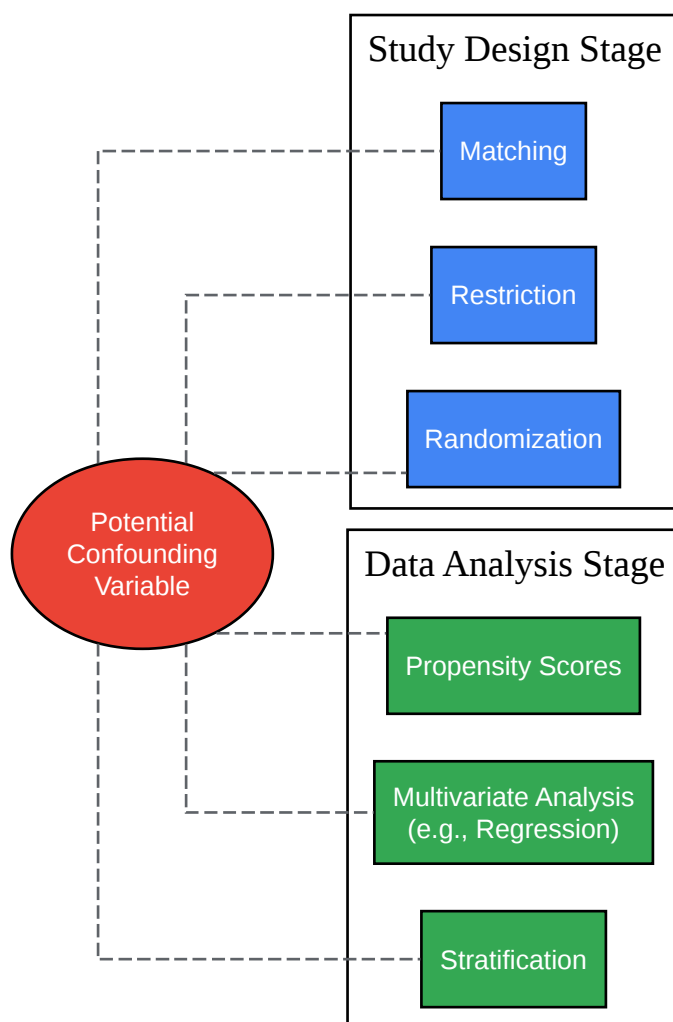 Study Design Stage
Matching
Restriction
Randomization
Potential
Confounding
Variable
Data Analysis Stage
Propensity Scores
Multivariate Analysis
(e.g., Regression)
Stratification